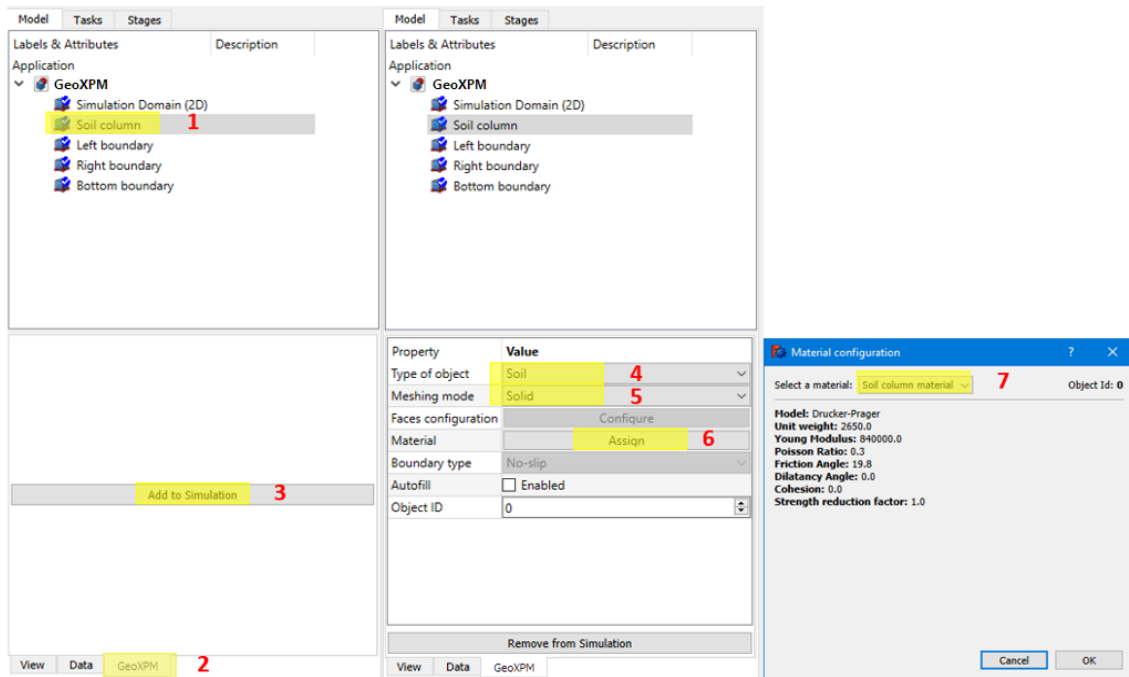 Model Tasks Stages
Labels & Attributes Description
Application
GeoXPM
Simulation Domain (2D)
Soil column 1
Left boundary
Right boundary
Bottom boundary
Add to Simulation 3
View Data GeoXPM 2
Model Tasks Stages
Labels & Attributes Description
Application
GeoXPM
Simulation Domain (2D)
Soil column
Left boundary
Right boundary
Bottom boundary
Property Value
Type of object Soil 4
Meshing mode Solid 5
Faces configuration Configure
Material Assign 6
Boundary type No-slip
Autofill Enabled
Object ID 0
Remove from Simulation
View Data GeoXPM
Material configuration ? ×
Select a material: Soil column material 7 Object Id: 0
Model: Drucker-Prager
Unit weight: 2650.0
Young Modulus: 840000.0
Poisson Ratio: 0.3
Friction Angle: 19.8
Dilatancy Angle: 0.0
Cohesion: 0.0
Strength reduction factor: 1.0
Cancel OK